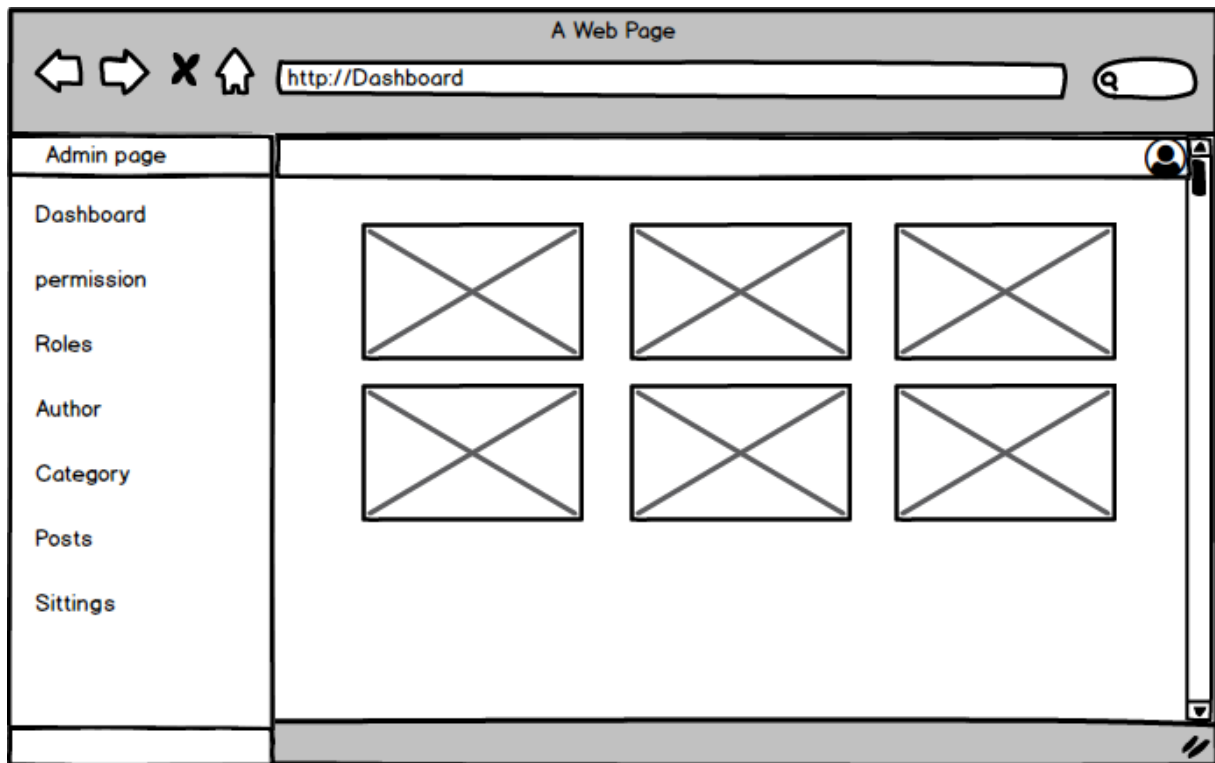 A Web Page
http://Dashboard
Admin page
Dashboard
permission
Roles
Author
Category
Posts
Sittings